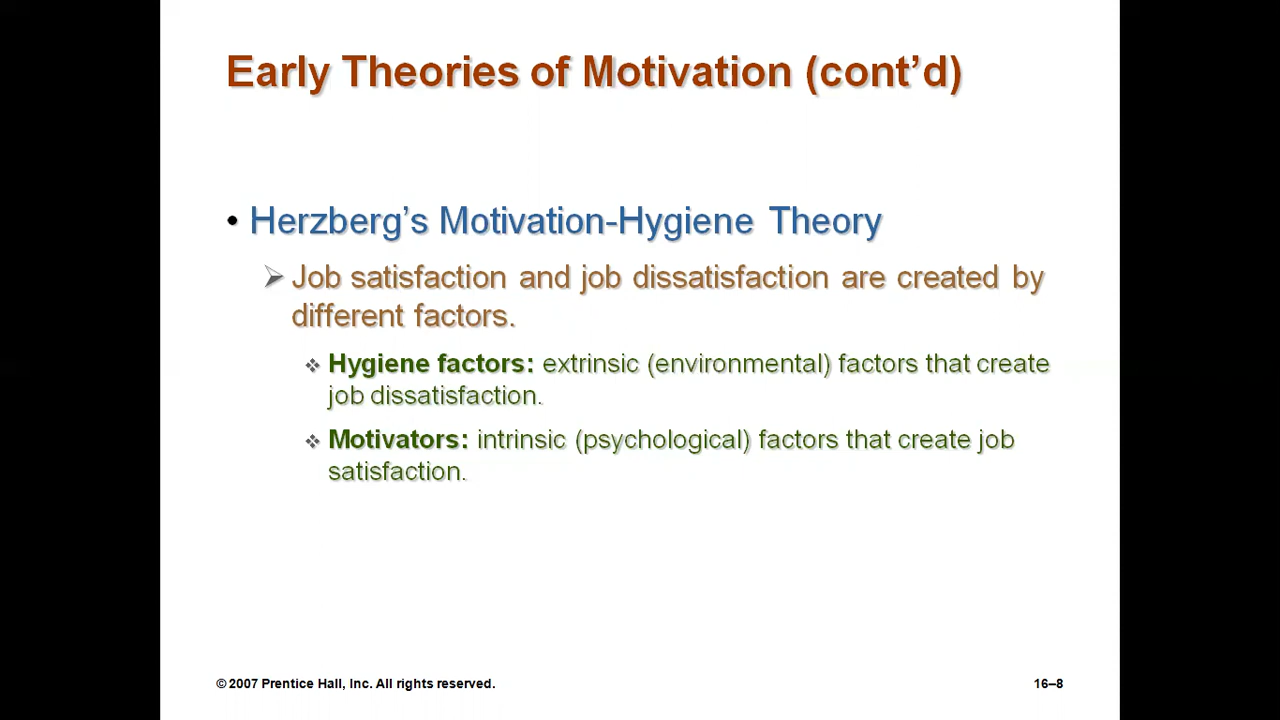 Early Theories of Motivation (cont’d)
• Herzberg’s Motivation-Hygiene Theory
➢ Job satisfaction and job dissatisfaction are created by
different factors.
❖ Hygiene factors: extrinsic (environmental) factors that create
job dissatisfaction.
❖ Motivators: intrinsic (psychological) factors that create job
satisfaction.
© 2007 Prentice Hall, Inc. All rights reserved.
16–8